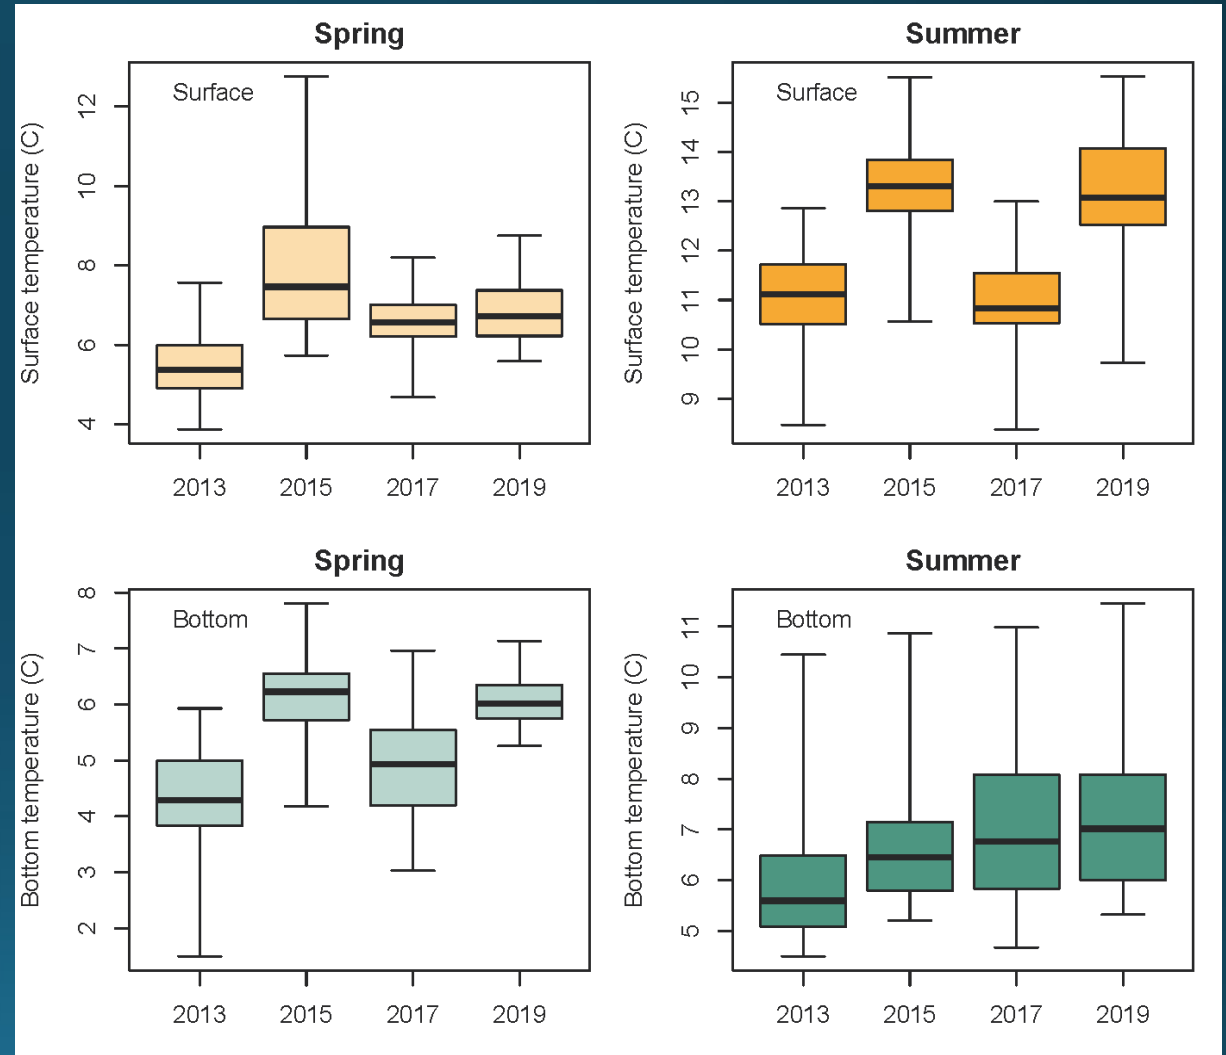 Spring
Surface
Surface temperature (C)
12
10
8
6
4
2013 2015 2017 2019
Summer
Surface
Surface temperature (C)
15
14
13
12
11
10
9
2013 2015 2017 2019
Spring
Bottom
Bottom temperature (C)
8
7
6
5
4
3
2
2013 2015 2017 2019
Summer
Bottom
Bottom temperature (C)
11
10
9
8
7
6
5
2013 2015 2017 2019